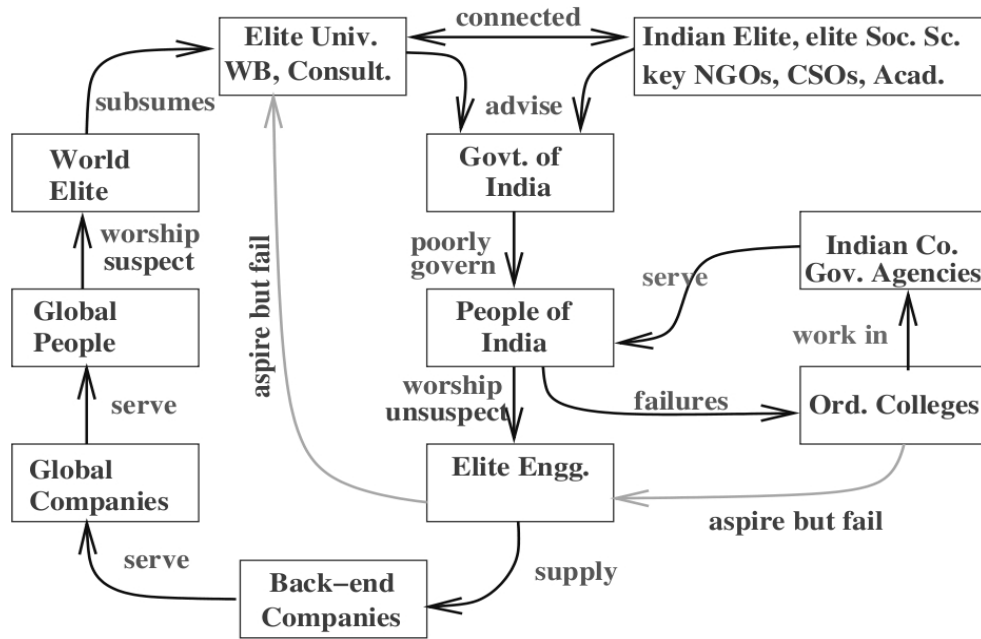 connected
Elite Univ.
WB, Consult.
Indian Elite, elite Soc. Sc.
key NGOs, CSOs, Acad.
subsumes
advise
World
Elite
Govt. of
India
worship
suspect
poorly
govern
aspire but fail
serve
Indian Co.
Gov. Agencies
Global
People
People of
India
work in
serve
worship
unsuspect
failures
Ord. Colleges
Global
Companies
Elite Engg.
aspire but fail
serve
Back-end
Companies
supply